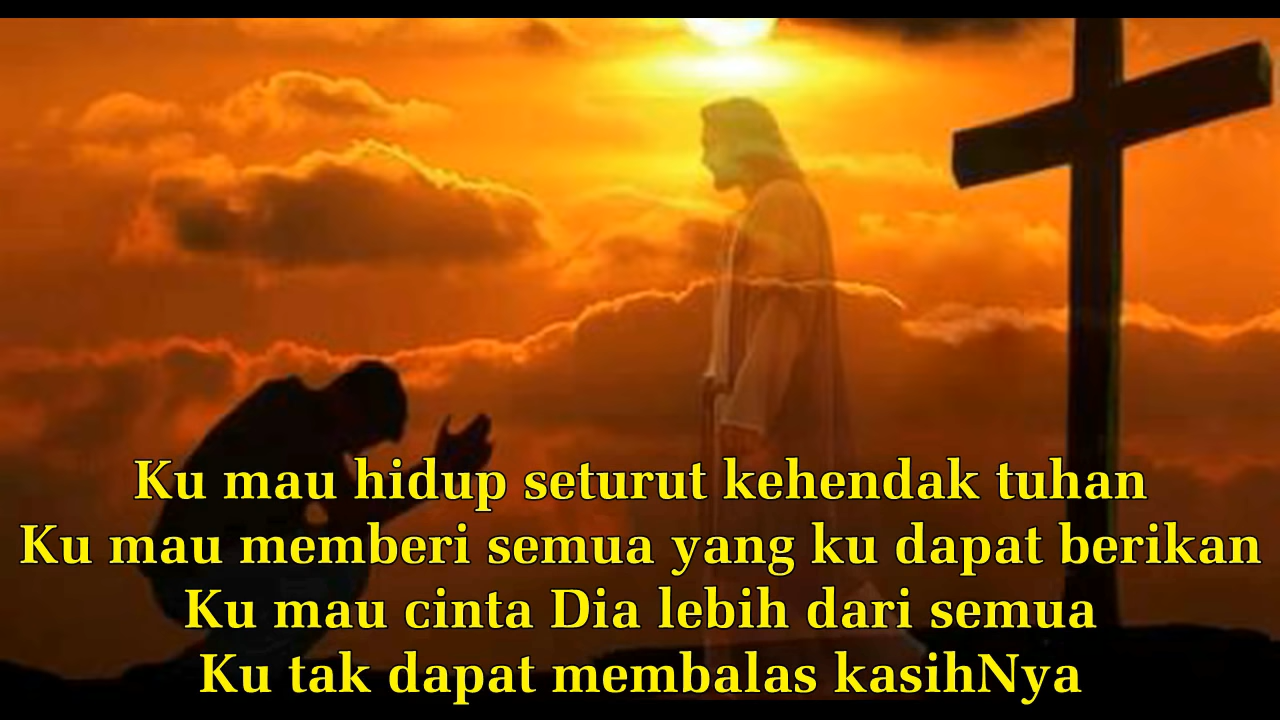 Ku mau hidup seturut kehendak tuhan
Ku mau memberi semua yang ku dapat berikan
Ku mau cinta Dia lebih dari semua
Ku tak dapat membalas kasihNya